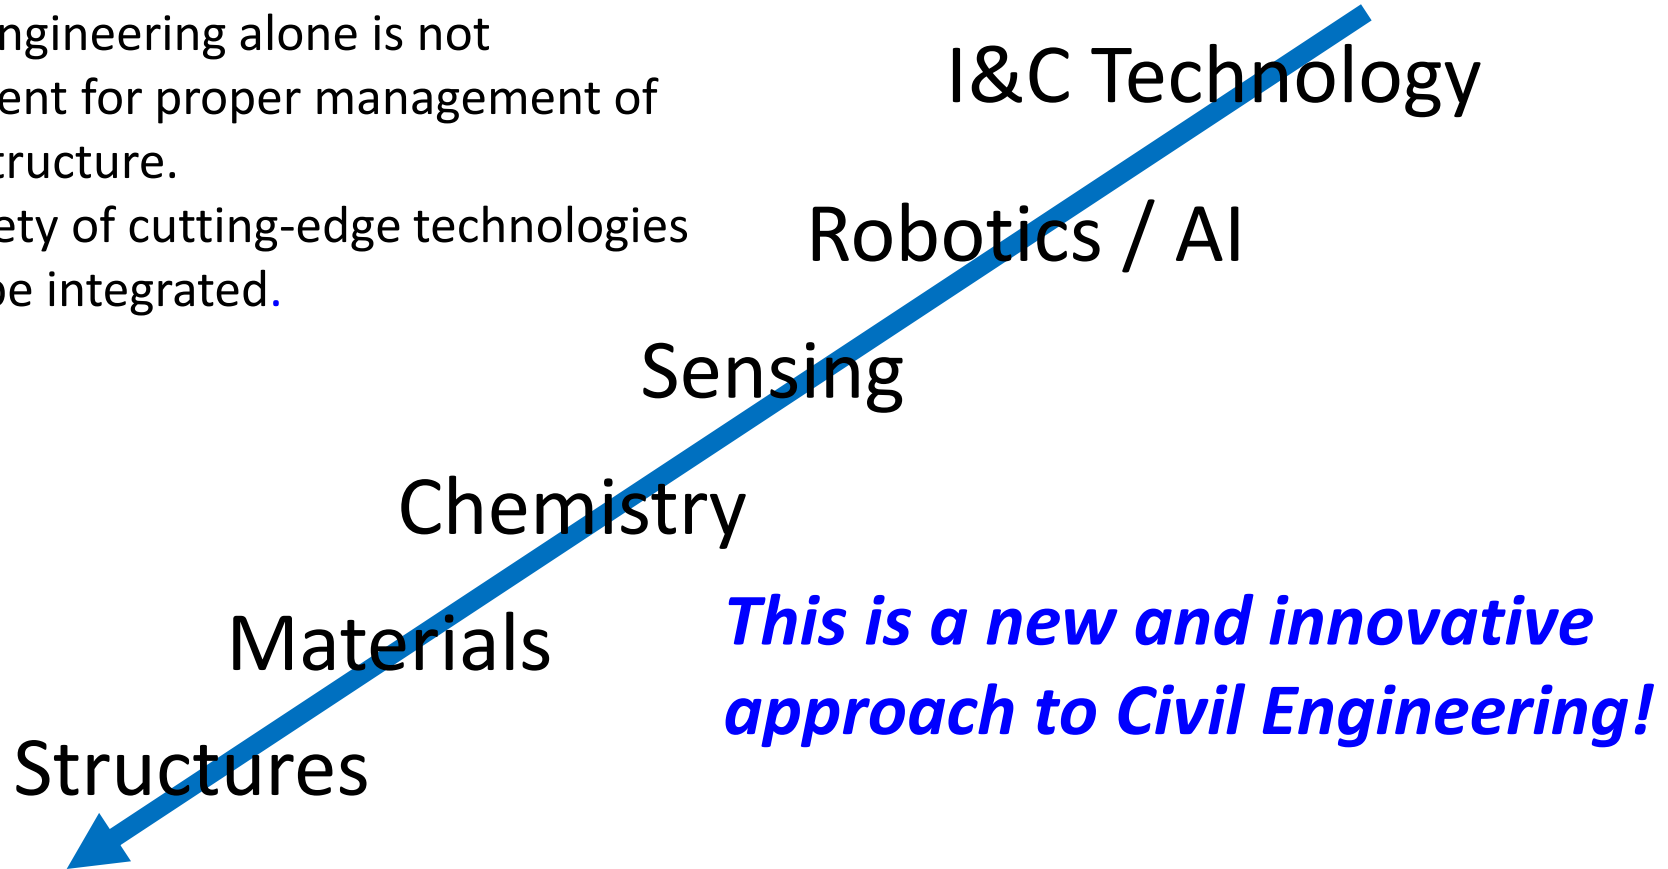 ngineering alone is not
ent for proper management of
tructure.
ety of cutting-edge technologies
be integrated.
I&C Technology
Robotics / AI
Sensing
Chemistry
Materials
Structures
This is a new and innovative
approach to Civil Engineering!